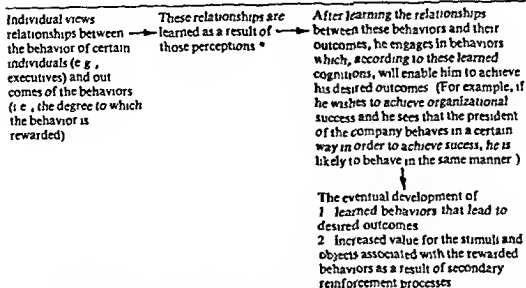 Individual views
relationships between
the behavior of certain
individuals (e g ,
executives) and out
comes of the behaviors
(i e , the degree to which
the behavior is
rewarded)
These relationships are
learned as a result of
those perceptions *
After learning the relationships
between these behaviors and their
outcomes, he engages in behaviors
which, according to these learned
cognitions, will enable him to achieve
his desired outcomes (For example, if
he wishes to achieve organizational
success and he sees that the president
of the company behaves in a certain
way in order to achieve sucess, he is
likely to behave in the same manner )
The eventual development of
1 learned behaviors that lead to
desired outcomes
2 Increased value for the stimuli and
objects associated with the rewarded
behaviors as a result of secondary
reinforcement processes